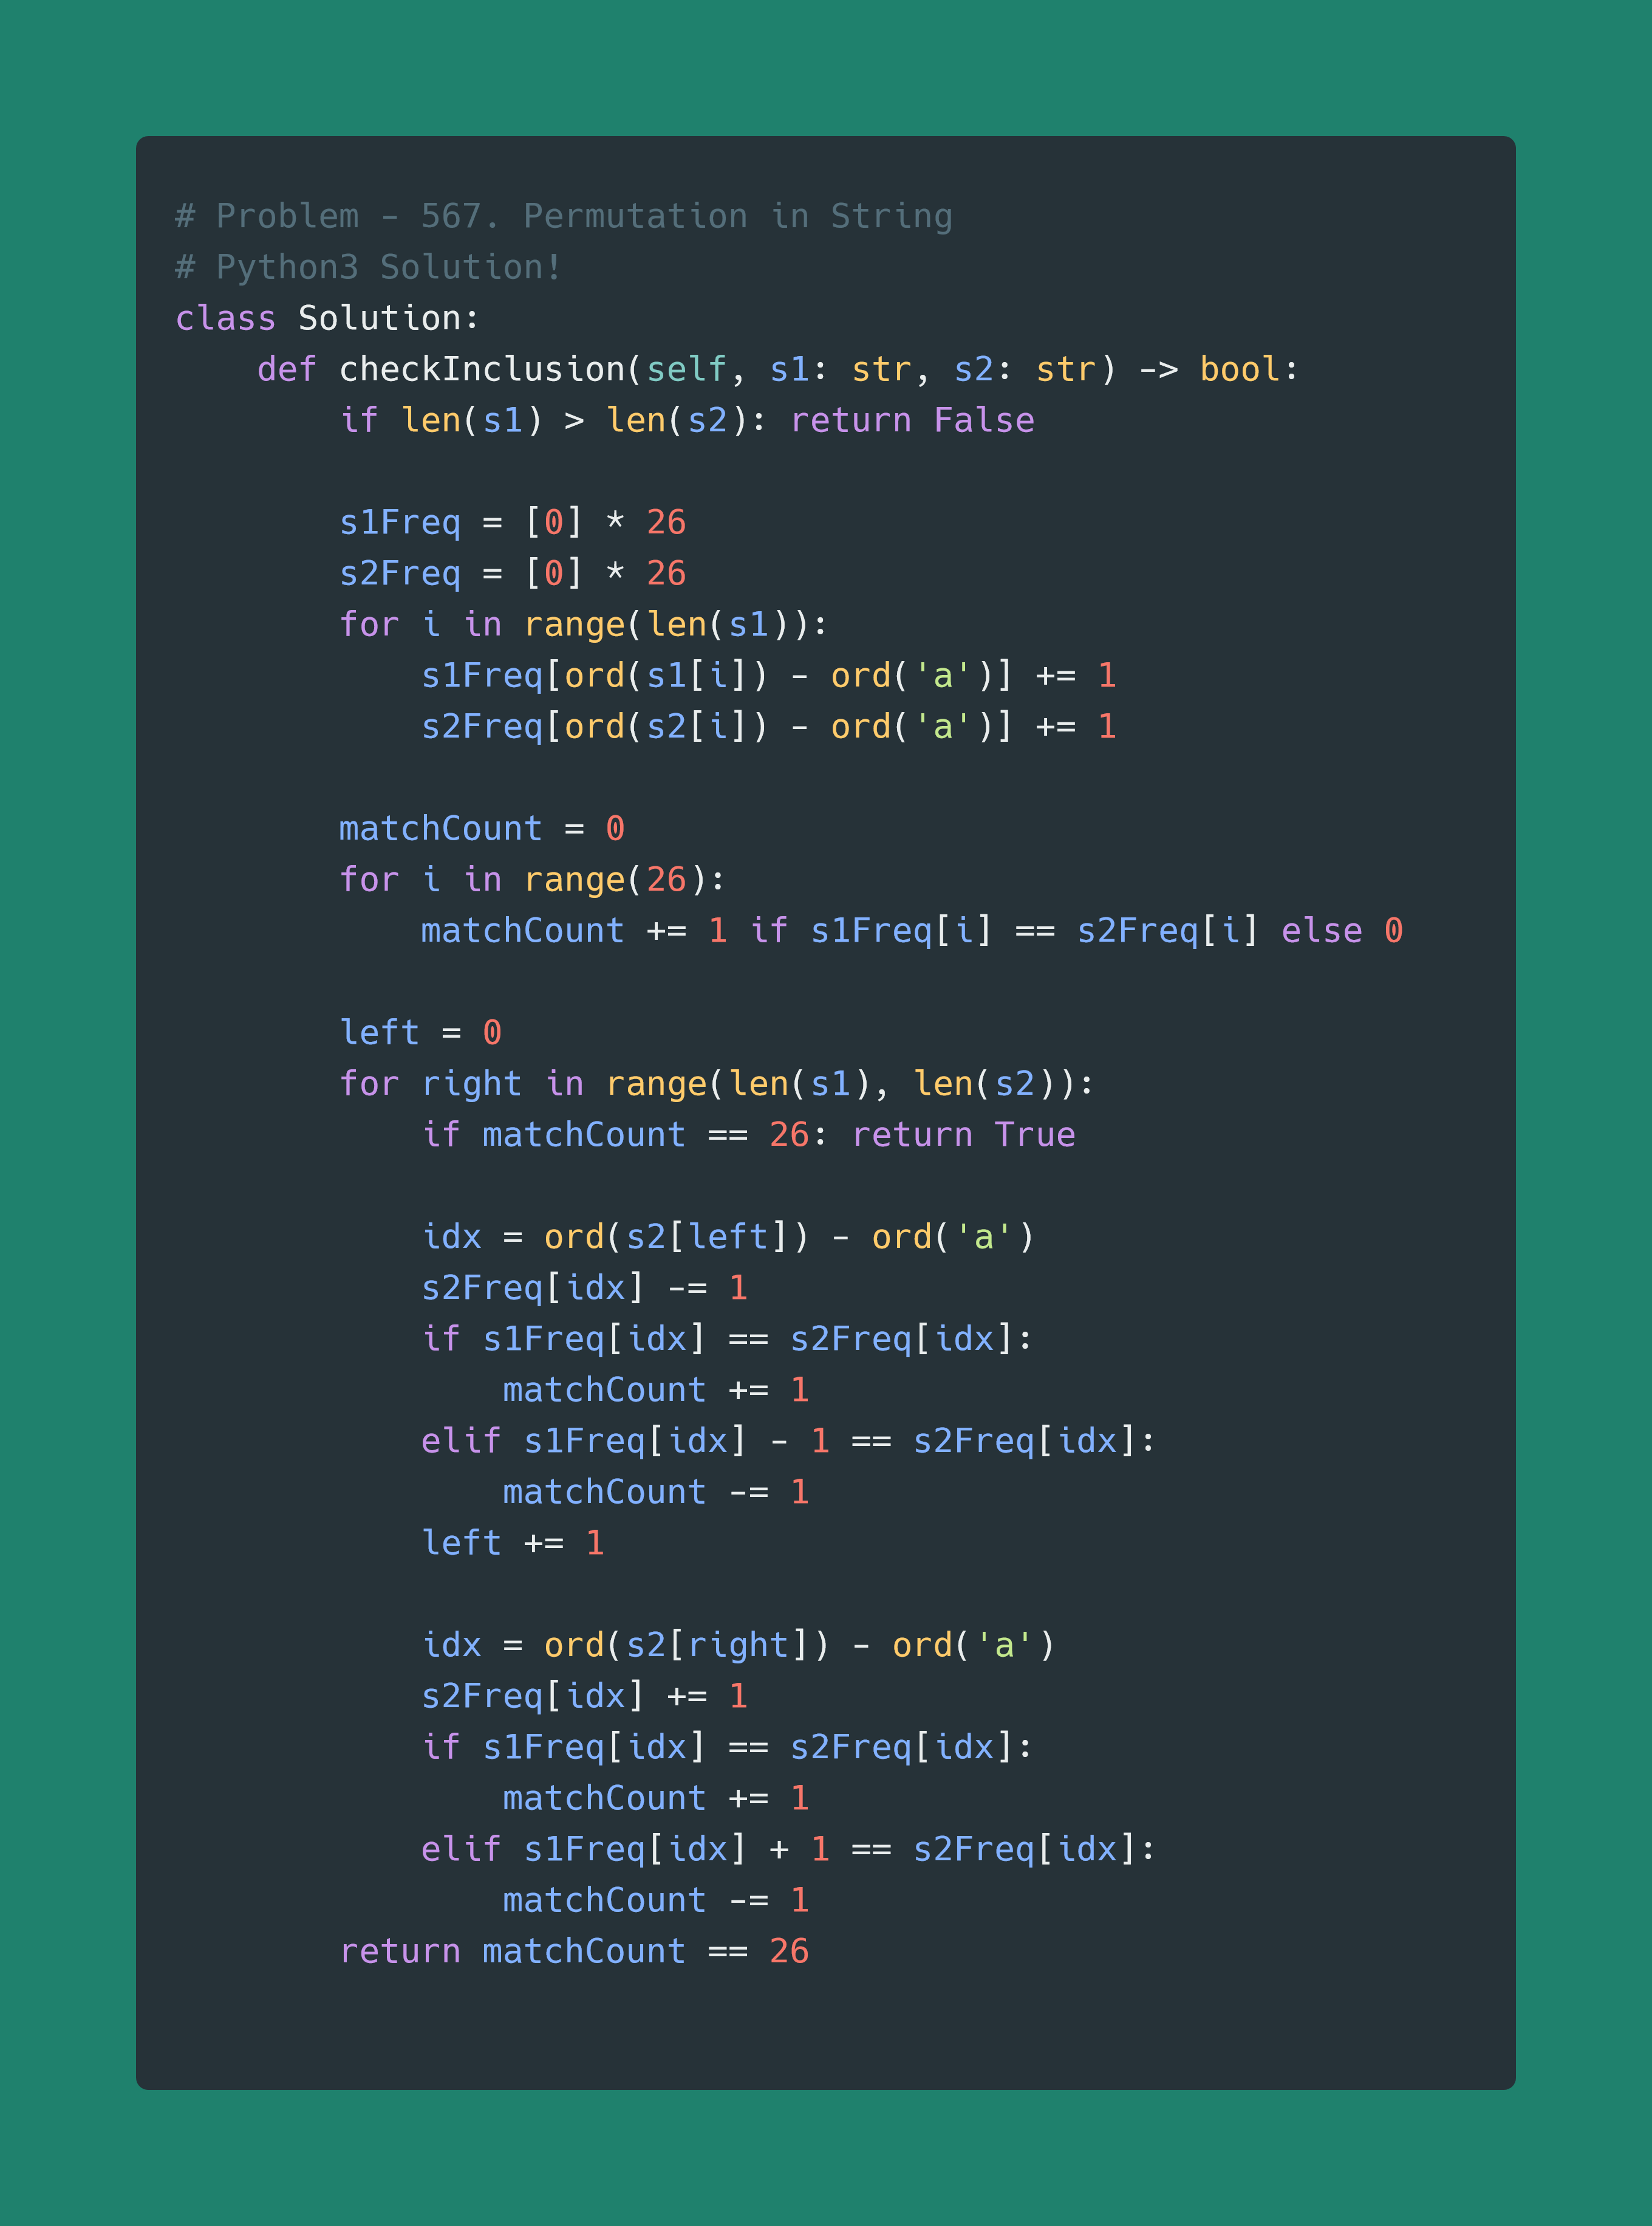 # Problem - 567. Permutation in String
# Python3 Solution!
class Solution:
    def checkInclusion(self, s1: str, s2: str) -> bool:
        if len(s1) > len(s2): return False

        s1Freq = [0] * 26
        s2Freq = [0] * 26
        for i in range(len(s1)):
            s1Freq[ord(s1[i]) - ord('a')] += 1
            s2Freq[ord(s2[i]) - ord('a')] += 1

        matchCount = 0
        for i in range(26):
            matchCount += 1 if s1Freq[i] == s2Freq[i] else 0

        left = 0
        for right in range(len(s1), len(s2)):
            if matchCount == 26: return True

            idx = ord(s2[left]) - ord('a')
            s2Freq[idx] -= 1
            if s1Freq[idx] == s2Freq[idx]:
                matchCount += 1
            elif s1Freq[idx] - 1 == s2Freq[idx]:
                matchCount -= 1
            left += 1

            idx = ord(s2[right]) - ord('a')
            s2Freq[idx] += 1
            if s1Freq[idx] == s2Freq[idx]:
                matchCount += 1
            elif s1Freq[idx] + 1 == s2Freq[idx]:
                matchCount -= 1
        return matchCount == 26